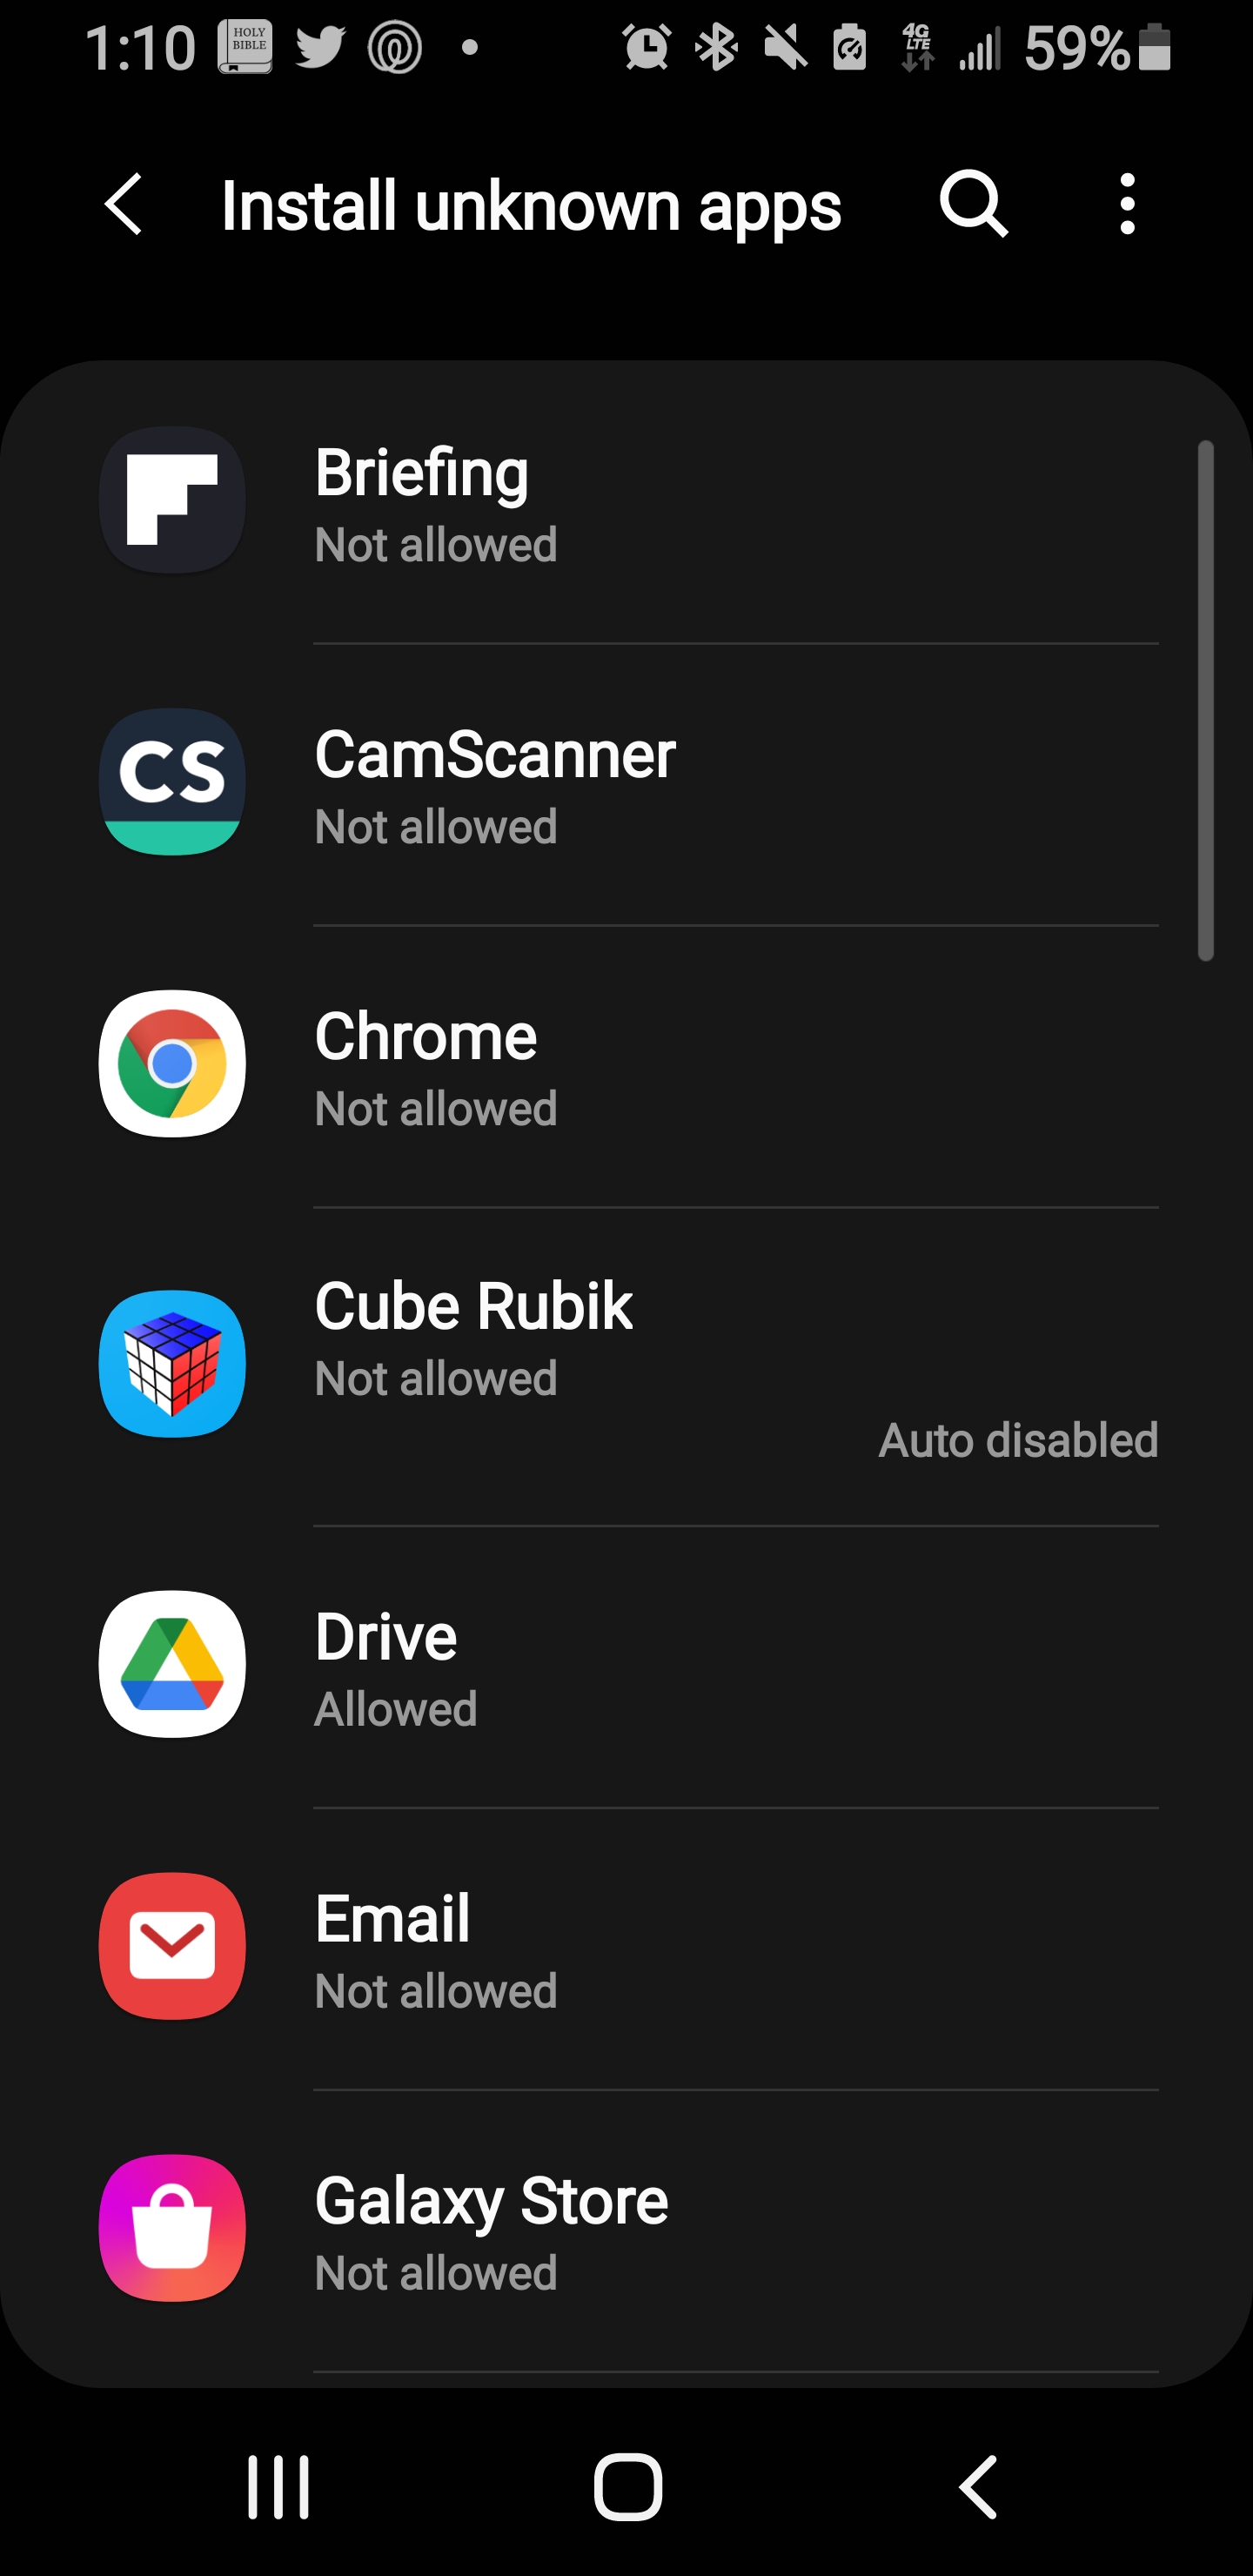 1:10 HOLY BIBLE 4G LTE 59%
Install unknown apps
Briefing
Not allowed
CS
CamScanner
Not allowed
Chrome
Not allowed
Cube Rubik
Not allowed
Auto disabled
Drive
Allowed
Email
Not allowed
Galaxy Store
Not allowed